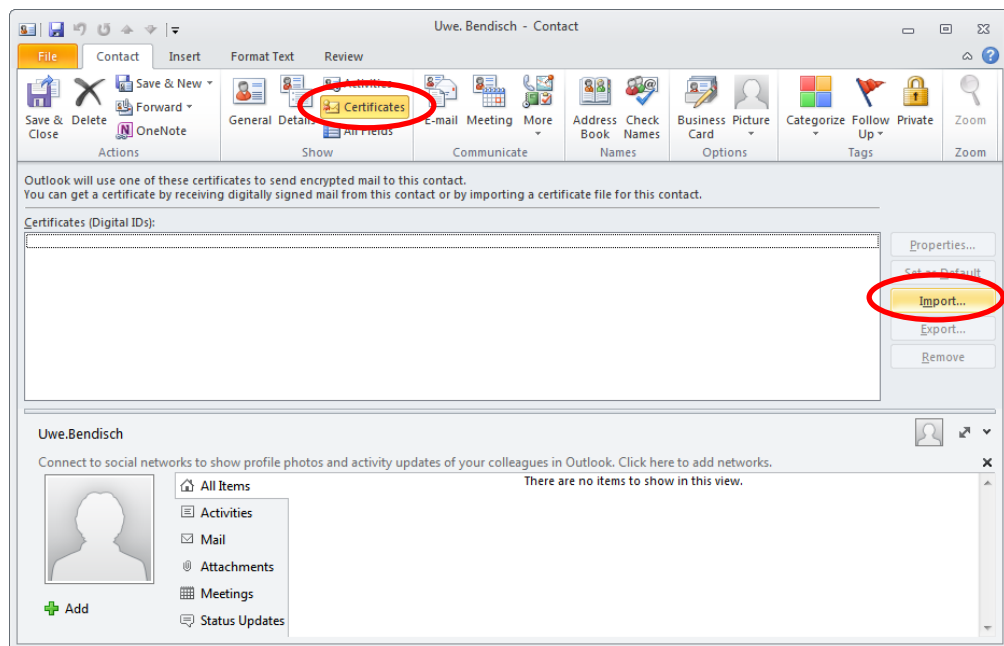 Uwe. Bendisch - Contact
File Contact Insert Format Text Review
Save & Close
Delete
Save & New
Forward
OneNote
Actions
General
Details
Activities
Certificates
All Fields
Show
E-mail
Meeting
More
Communicate
Address Book
Check Names
Names
Business Card
Picture
Options
Categorize
Follow Up
Private
Tags
Zoom
Zoom
Outlook will use one of these certificates to send encrypted mail to this contact.
You can get a certificate by receiving digitally signed mail from this contact or by importing a certificate file for this contact.
Certificates (Digital IDs):
Properties...
Set as Default
Import...
Export...
Remove
Uwe.Bendisch
Connect to social networks to show profile photos and activity updates of your colleagues in Outlook. Click here to add networks.
All Items
There are no items to show in this view.
Activities
Mail
Attachments
Meetings
Add
Status Updates